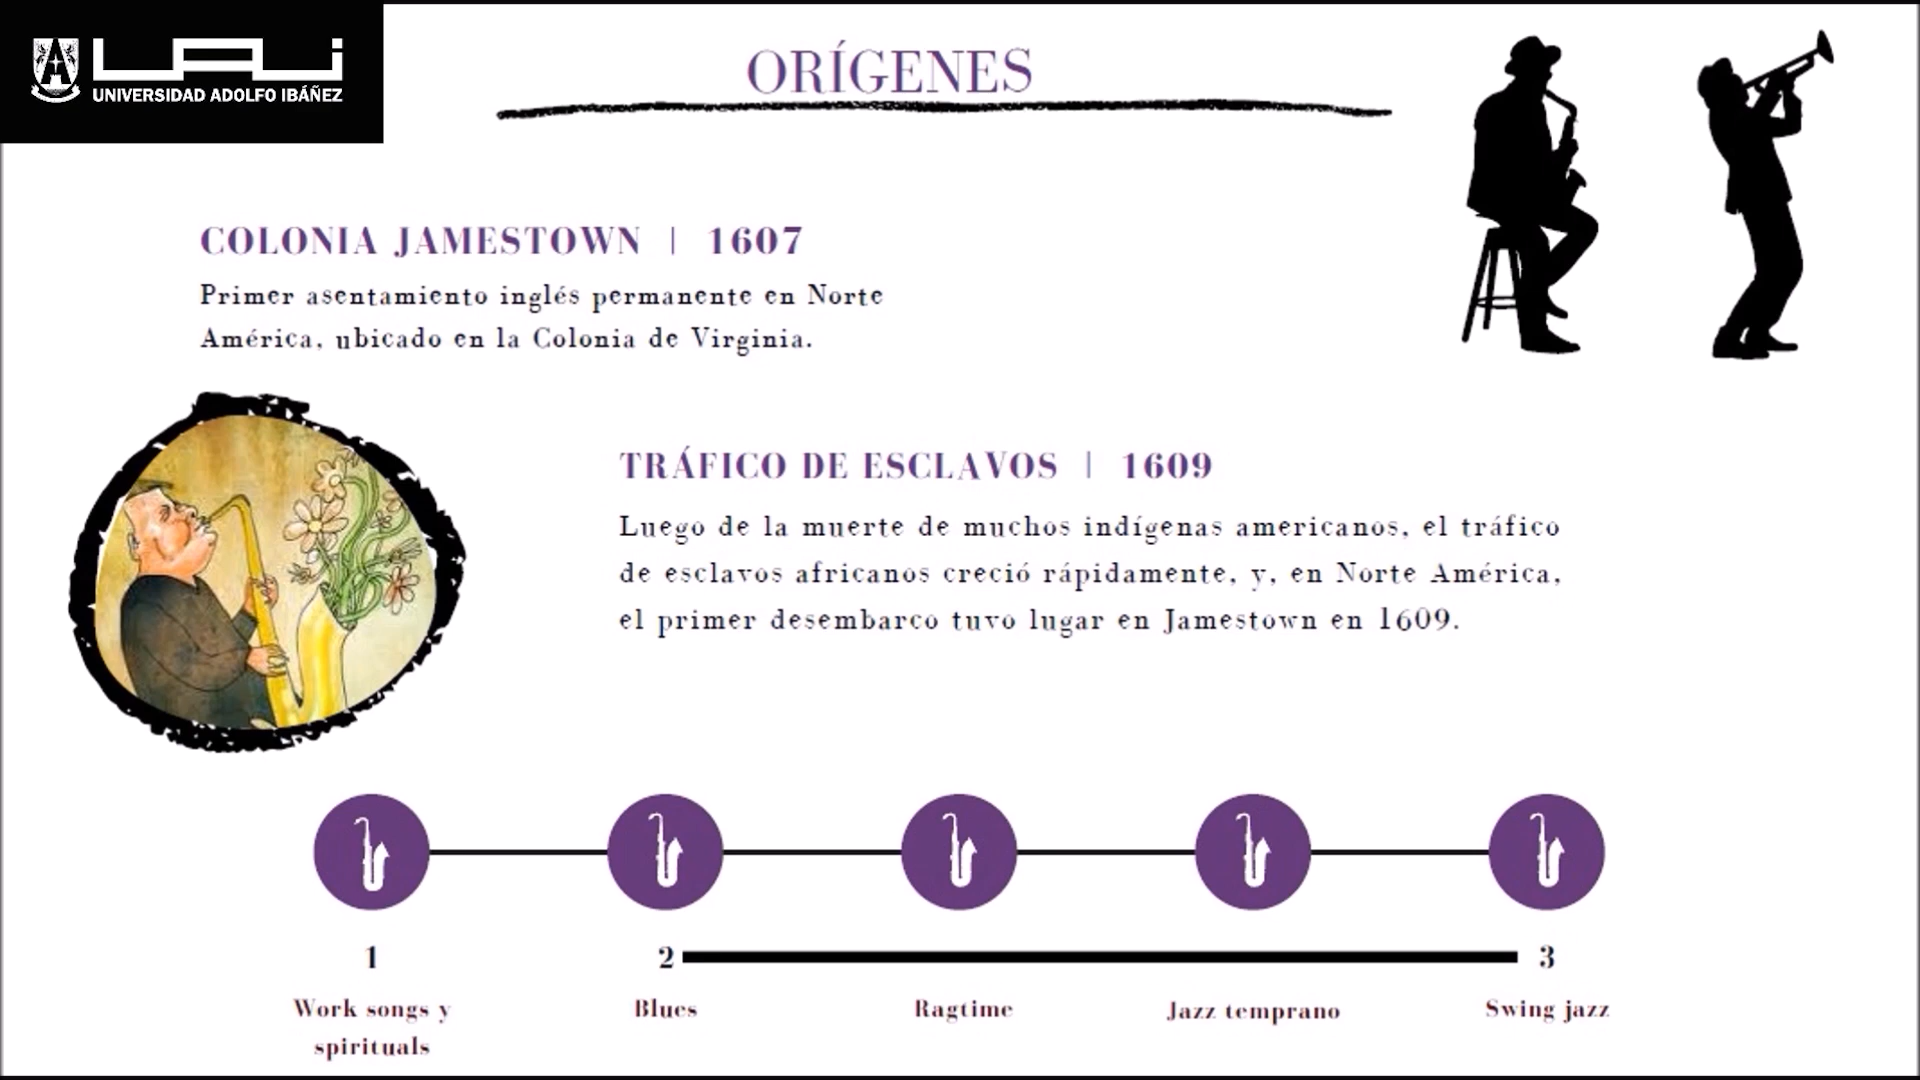 UAI
UNIVERSIDAD ADOLFO IBÁÑEZ
ORÍGENES
COLONIA JAMESTOWN | 1607
Primer asentamiento inglés permanente en Norte
América, ubicado en la Colonia de Virginia.
TRÁFICO DE ESCLAVOS | 1609
Luego de la muerte de muchos indígenas americanos, el tráfico
de esclavos africanos creció rápidamente, y, en Norte América,
el primer desembarco tuvo lugar en Jamestown en 1609.
1 2 3
Work songs y Blues Ragtime Jazz temprano Swing jazz
spirituals